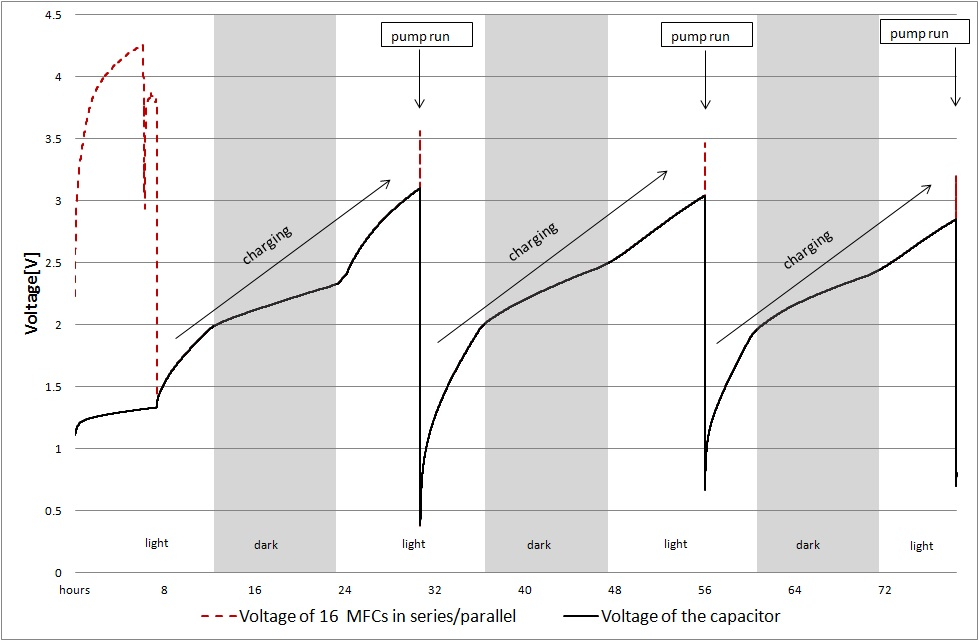 4.5
pump run
pump run
pump run
4
3.5
3
2.5
2
1.5
1
0.5
0
Voltage[V]
charging
charging
charging
light
dark
light
dark
light
dark
light
hours 8 16 24 32 40 48 56 64 72
Voltage of 16 MFCs in series/parallel
Voltage of the capacitor